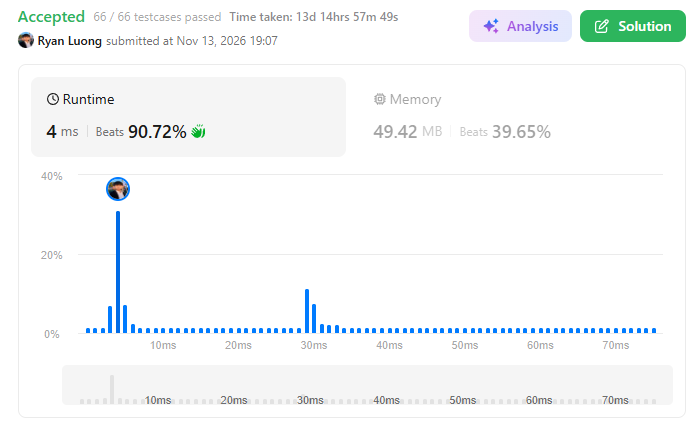 Accepted 66 / 66 testcases passed Time taken: 13d 14hrs 57m 49s
Ryan Luong submitted at Nov 13, 2026 19:07
Analysis
Solution
Runtime
4 ms Beats 90.72%
Memory
49.42 MB Beats 39.65%
40%
20%
0%
10ms 20ms 30ms 40ms 50ms 60ms 70ms
10ms 20ms 30ms 40ms 50ms 60ms 70ms